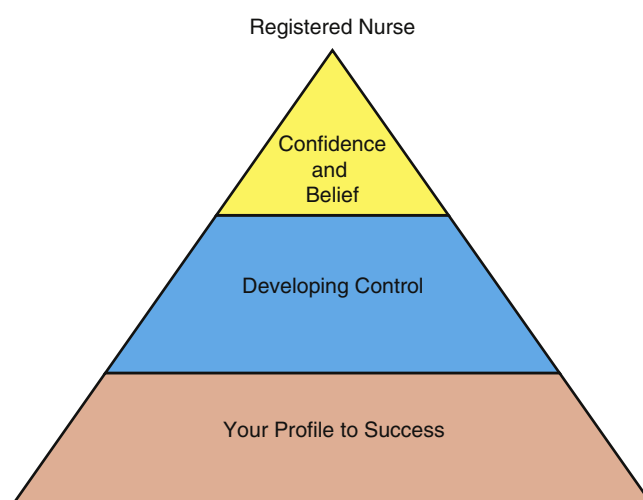 Registered Nurse
Confidence
and
Belief
Developing Control
Your Profile to Success